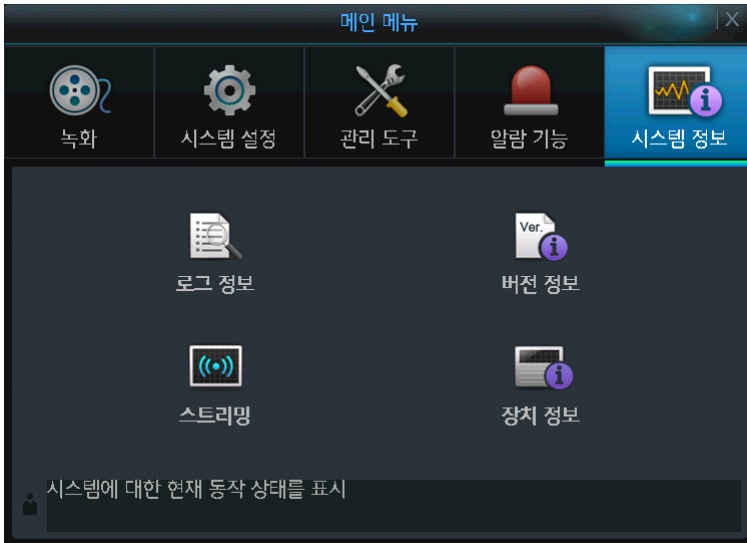 메인 메뉴
녹화 시스템 설정 관리 도구 알람 기능 시스템 정보
Ver.
로그 정보 버전 정보
스트리밍 장치 정보
시스템에 대한 현재 동작 상태를 표시